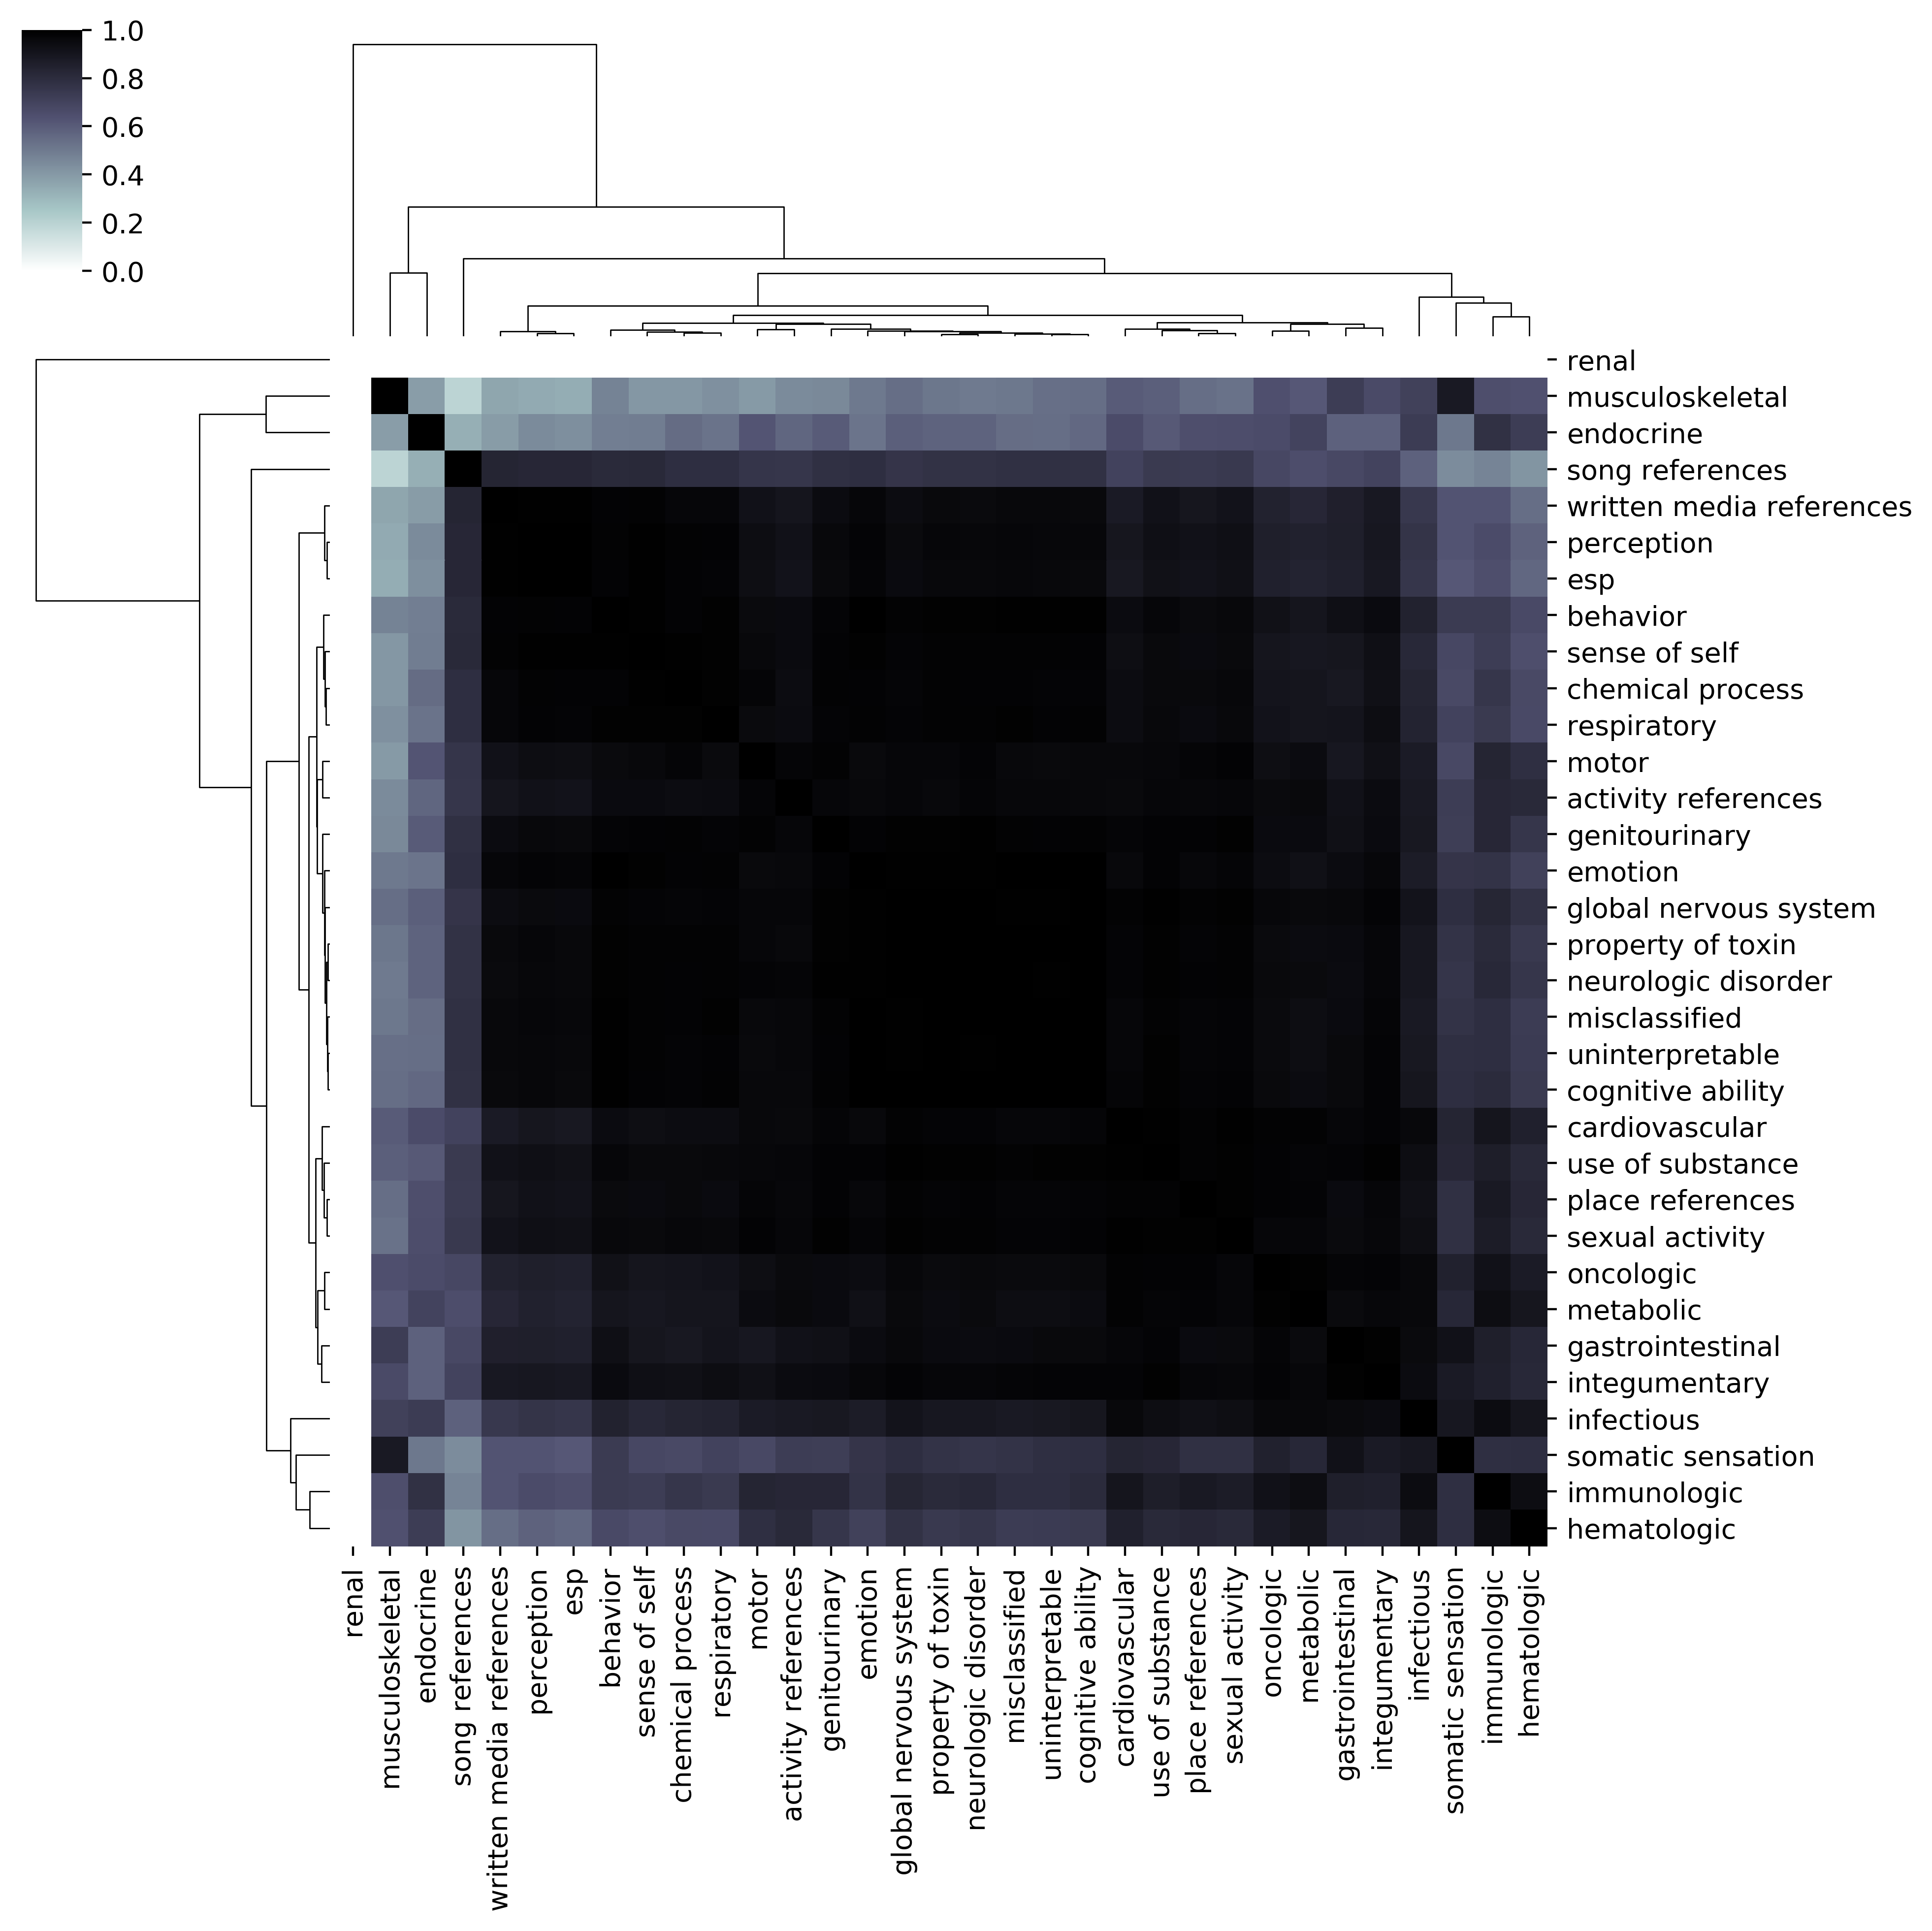 1.0
0.8
0.6
0.4
0.2
0.0
renal
musculoskeletal
endocrine
song references
written media references
perception
esp
behavior
sense of self
chemical process
respiratory
motor
activity references
genitourinary
emotion
global nervous system
property of toxin
neurologic disorder
misclassified
uninterpretable
cognitive ability
cardiovascular
use of substance
place references
sexual activity
oncologic
metabolic
gastrointestinal
integumentary
infectious
somatic sensation
immunologic
hematologic
renal
musculoskeletal
endocrine
song references
written media references
perception
esp
behavior
sense of self
chemical process
respiratory
motor
activity references
genitourinary
emotion
global nervous system
property of toxin
neurologic disorder
misclassified
uninterpretable
cognitive ability
cardiovascular
use of substance
place references
sexual activity
oncologic
metabolic
gastrointestinal
integumentary
infectious
somatic sensation
immunologic
hematologic